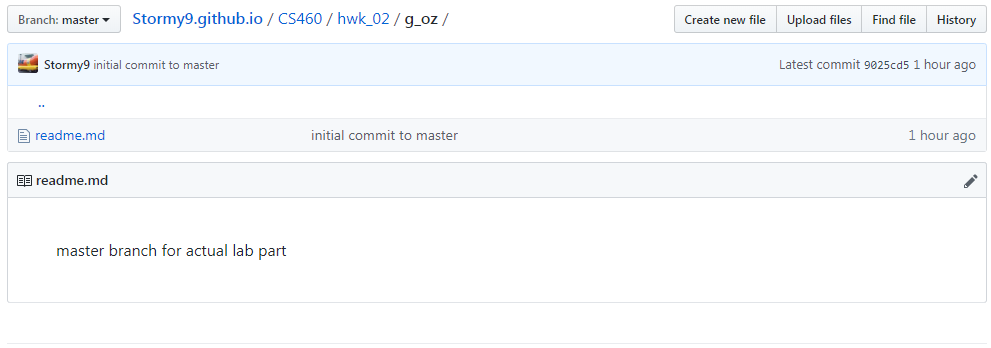 Branch: master Stormy9.github.io / CS460 / hwk_02 / g_oz / Create new file Upload files Find file History
Stormy9 initial commit to master Latest commit 9025cd5 1 hour ago
..
readme.md initial commit to master 1 hour ago
readme.md
master branch for actual lab part